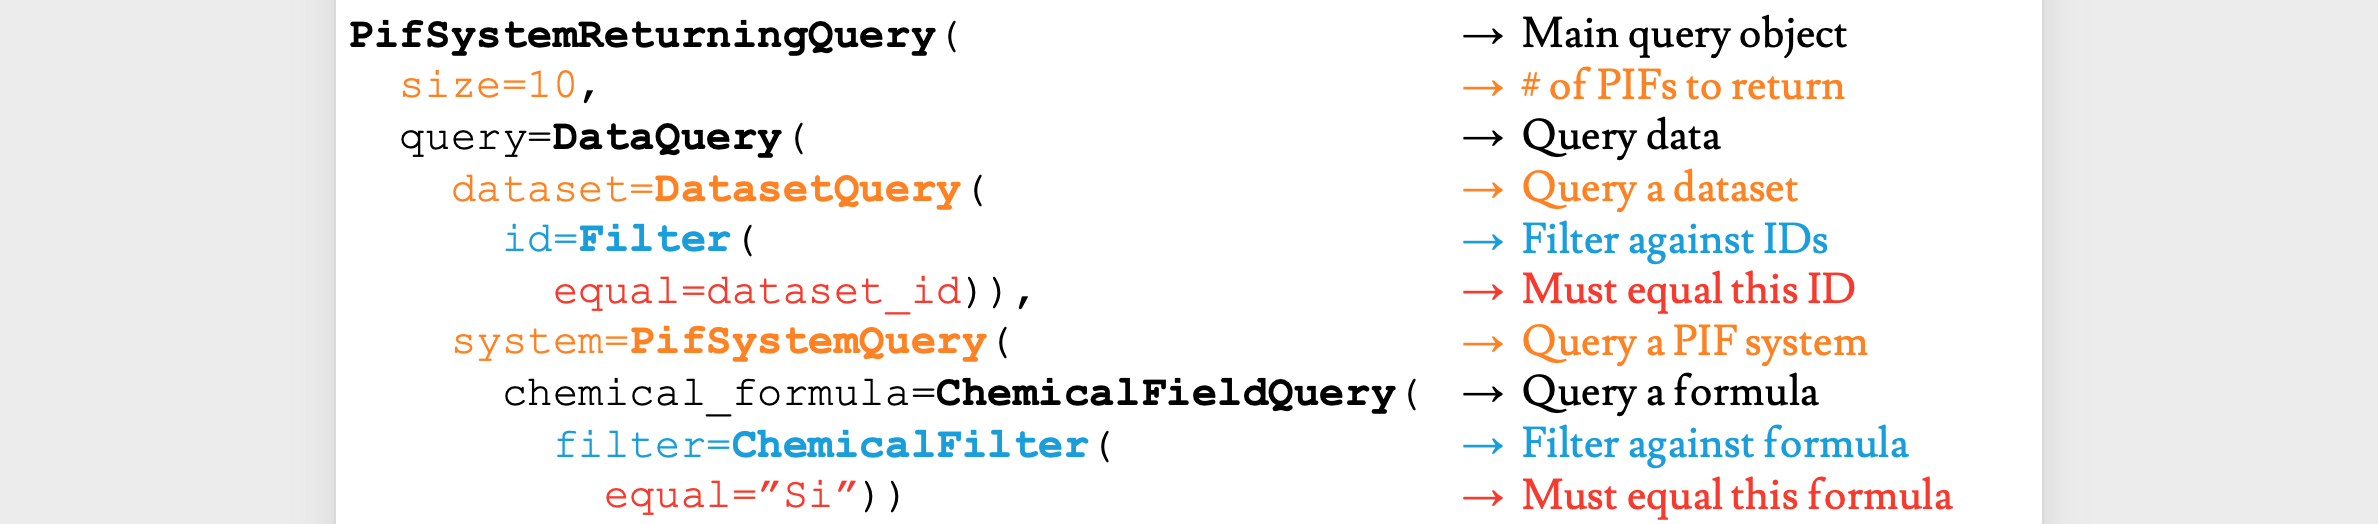 PifSystemReturningQuery( → Main query object
size=10, → # of PIFs to return
query=DataQuery( → Query data
dataset=DatasetQuery( → Query a dataset
id=Filter( → Filter against IDs
equal=dataset_id)), → Must equal this ID
system=PifSystemQuery( → Query a PIF system
chemical_formula=ChemicalFieldQuery( → Query a formula
filter=ChemicalFilter( → Filter against formula
equal=”Si”)) → Must equal this formula